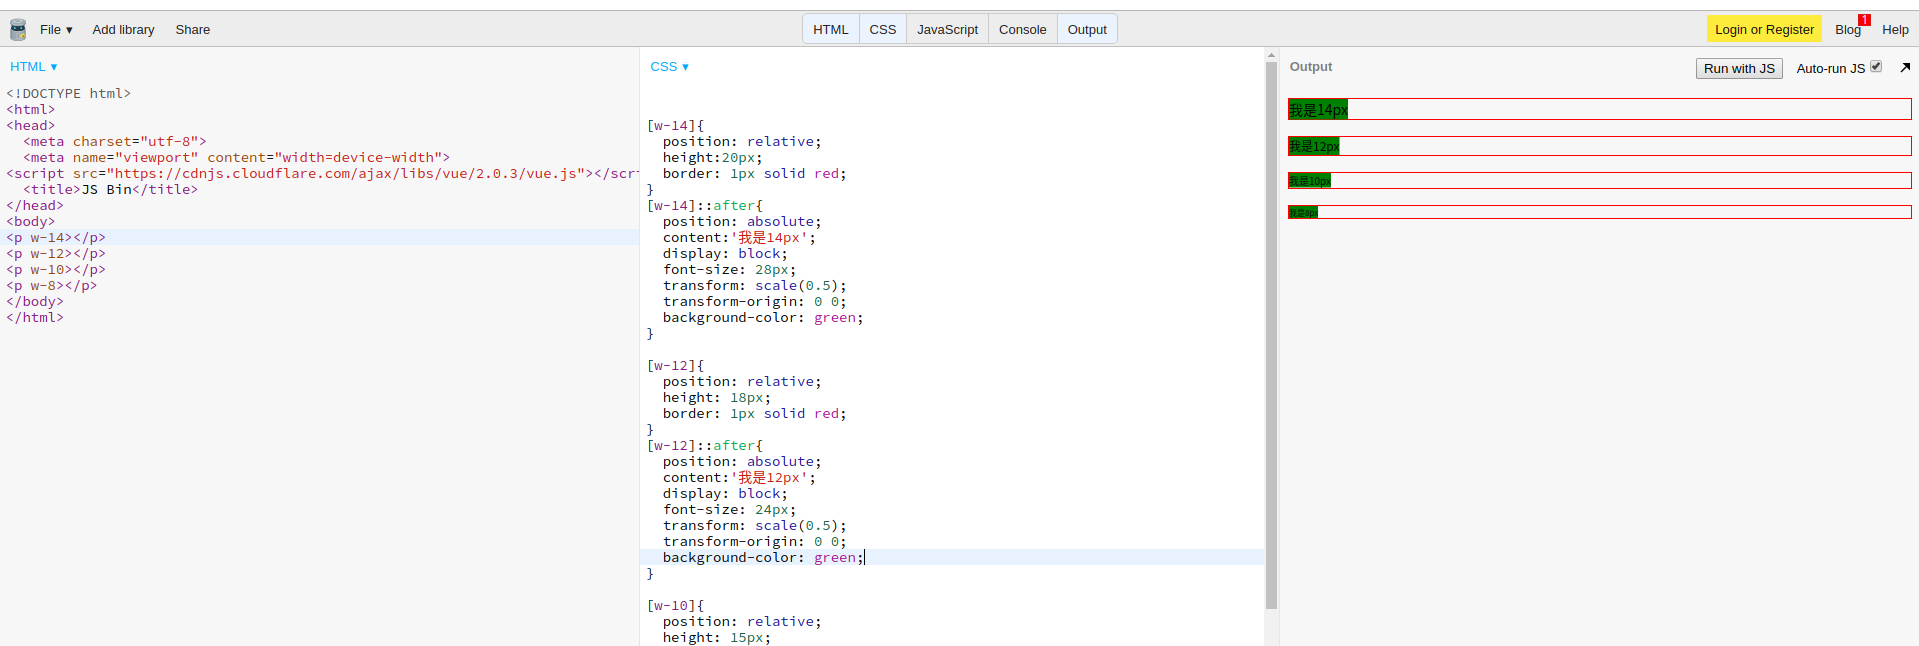 File ▾ Add library Share HTML CSS JavaScript Console Output Login or Register Blog 1 Help
HTML ▾
<!DOCTYPE html>
<html>
<head>
<meta charset="utf-8">
<meta name="viewport" content="width=device-width">
<script src="https://cdnjs.cloudflare.com/ajax/libs/vue/2.0.3/vue.js"></scr
<title>JS Bin</title>
</head>
<body>
<p w-14></p>
<p w-12></p>
<p w-10></p>
<p w-8></p>
</body>
</html>
CSS ▾
[w-14]{
position: relative;
height:20px;
border: 1px solid red;
}
[w-14]::after{
position: absolute;
content:'我是14px';
display: block;
font-size: 28px;
transform: scale(0.5);
transform-origin: 0 0;
background-color: green;
}
[w-12]{
position: relative;
height: 18px;
border: 1px solid red;
}
[w-12]::after{
position: absolute;
content:'我是12px';
display: block;
font-size: 24px;
transform: scale(0.5);
transform-origin: 0 0;
background-color: green;
}
[w-10]{
position: relative;
height: 15px;
Output Run with JS Auto-run JS
我是14px
我是12px
我是10px
我是8px